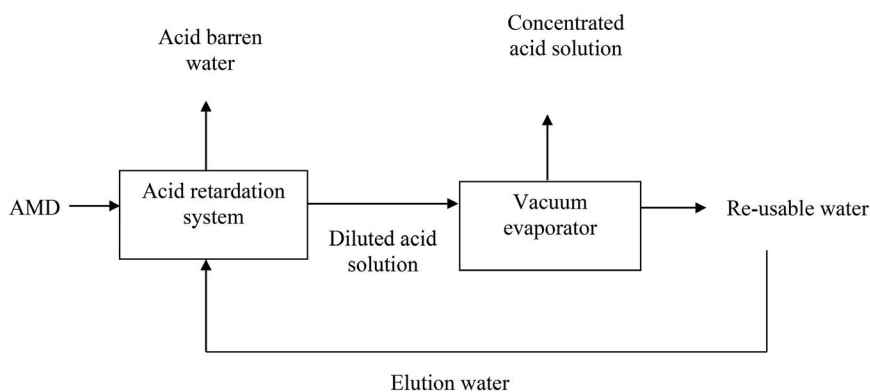 Acid barren
water
Concentrated
acid solution
AMD
Acid retardation
system
Diluted acid
solution
Vacuum
evaporator
Re-usable water
Elution water